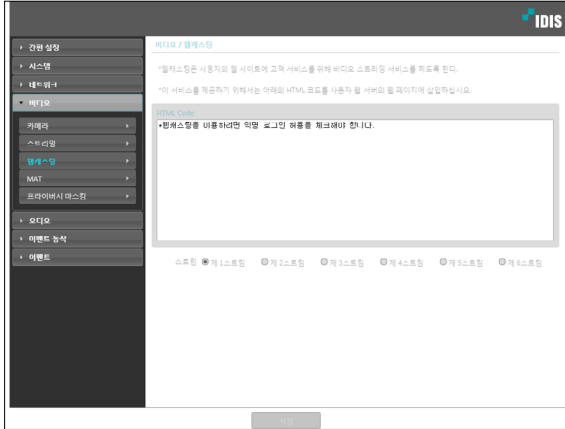 IDIS
간편 설정
시스템
네트워크
비디오
카메라
스트리밍
웹캐스팅
MAT
프라이버시 마스킹
오디오
이벤트 동작
이벤트
비디오 / 웹캐스팅
*웹캐스팅은 사용자의 웹 사이트에 고객 서비스를 위해 비디오 스트리밍 서비스를 하도록 한다.
*이 서비스를 제공하기 위해서는 아래의 HTML 코드를 사용자 웹 서버의 웹 페이지에 삽입하십시오.
HTML Code
*웹캐스팅을 이용하려면 익명 로그인 허용을 체크해야 합니다.
스트림 제 1스트림 제 2스트림 제 3스트림 제 4스트림 제 5스트림 제 6스트림
저장